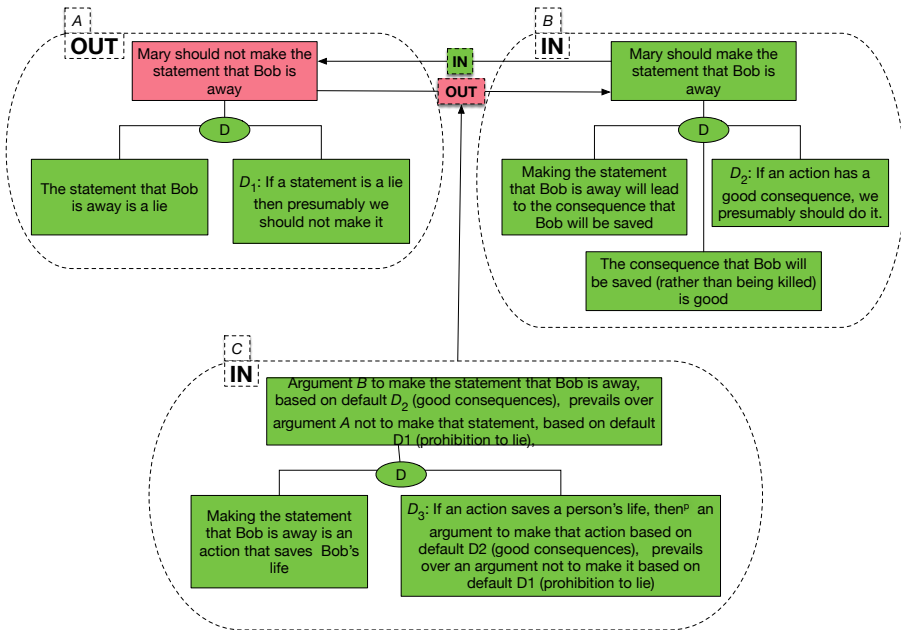 A
OUT
Mary should not make the
statement that Bob is
away
D
The statement that Bob
is away is a lie
D1: If a statement is a lie
then presumably we
should not make it
IN
OUT
B
IN
Mary should make the
statement that Bob is
away
D
Making the statement
that Bob is away will lead
to the consequence that
Bob will be saved
D2: If an action has a
good consequence, we
presumably should do it.
The consequence that Bob will
be saved (rather than being killed)
is good
C
IN
Argument B to make the statement that Bob is away,
based on default D2 (good consequences), prevails over
argument A not to make that statement, based on default
D1 (prohibition to lie),
D
Making the statement
that Bob is away is an
action that saves Bob's
life
D3: If an action saves a person's life, thenᵖ an
argument to make that action based on
default D2 (good consequences), prevails
over an argument not to make it based on
default D1 (prohibition to lie)